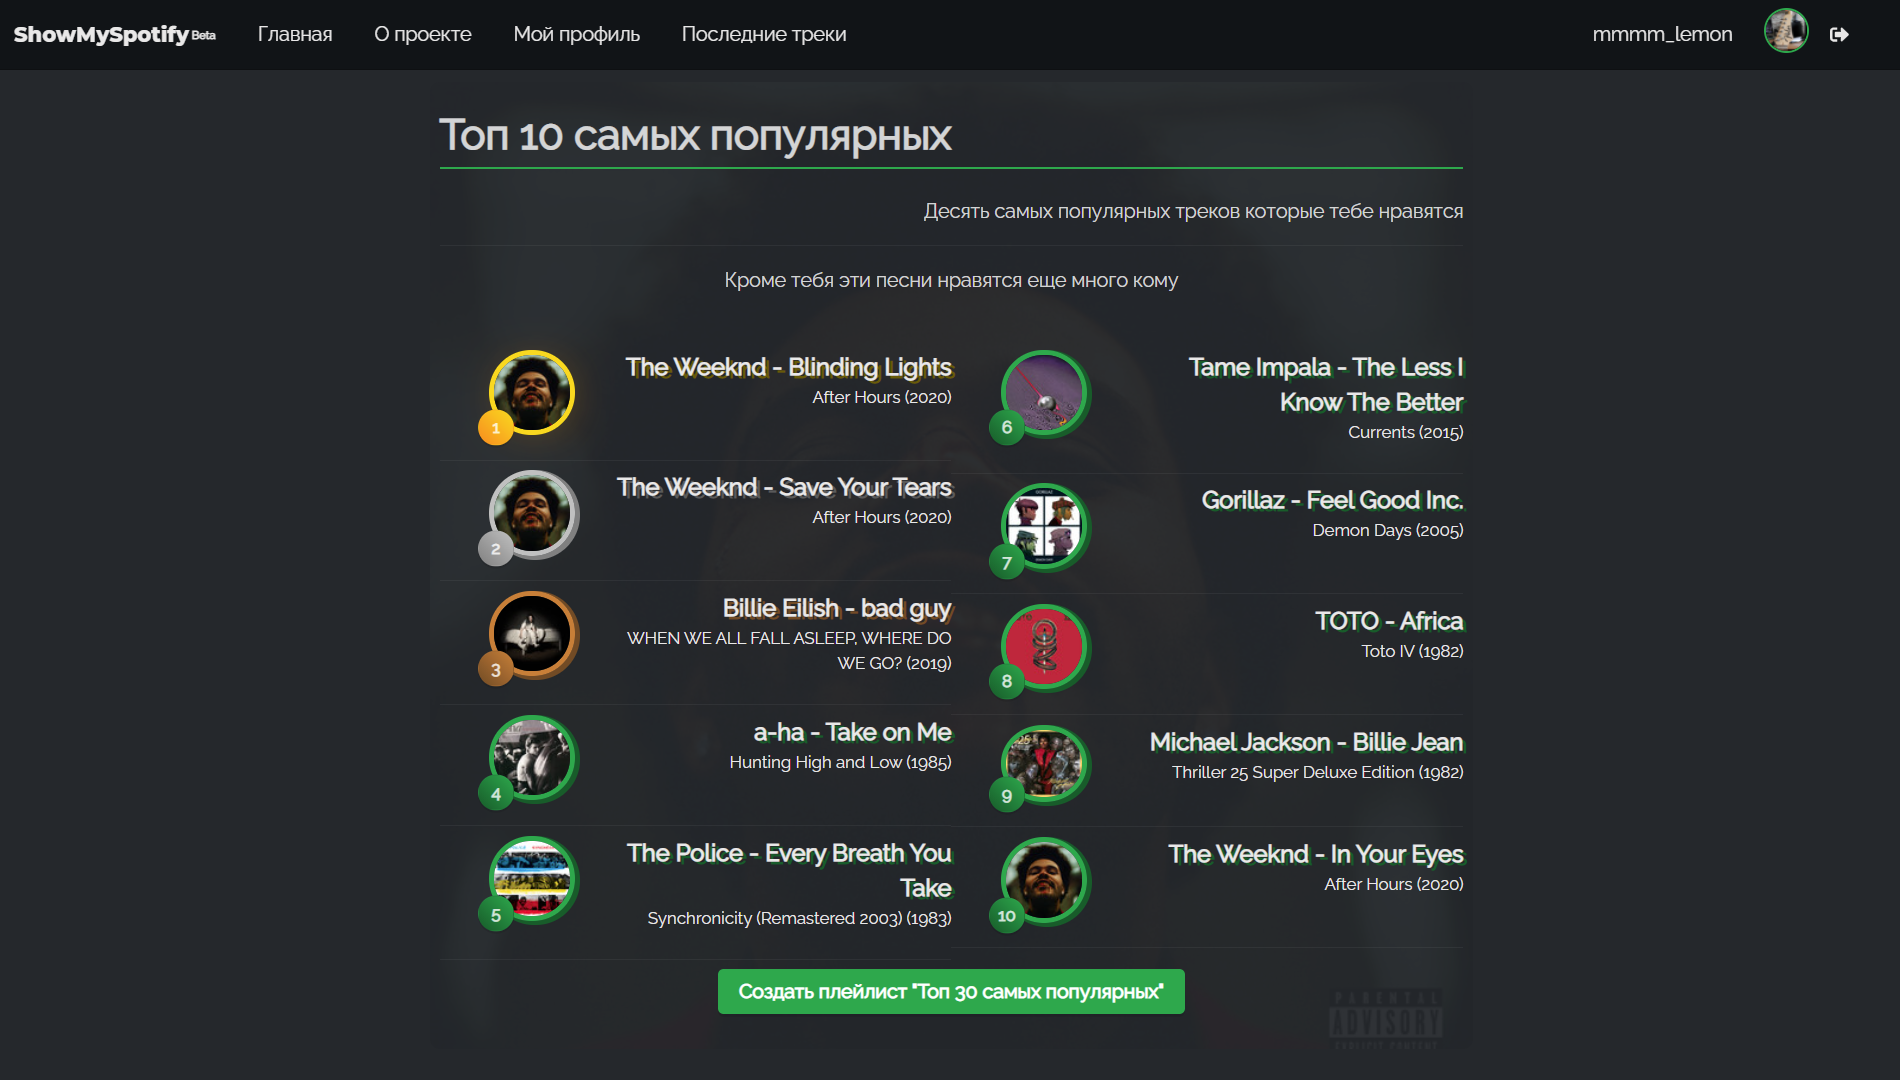 ShowMySpotify Beta
Главная
О проекте
Мой профиль
Последние треки
mmmm_lemon
Топ 10 самых популярных
Десять самых популярных треков которые тебе нравятся
Кроме тебя эти песни нравятся еще много кому
1
The Weeknd - Blinding Lights
After Hours (2020)
2
The Weeknd - Save Your Tears
After Hours (2020)
3
Billie Eilish - bad guy
WHEN WE ALL FALL ASLEEP, WHERE DO
WE GO? (2019)
4
a-ha - Take on Me
Hunting High and Low (1985)
5
The Police - Every Breath You
Take
Synchronicity (Remastered 2003) (1983)
6
Tame Impala - The Less I
Know The Better
Currents (2015)
7
Gorillaz - Feel Good Inc.
Demon Days (2005)
8
TOTO - Africa
Toto IV (1982)
9
Michael Jackson - Billie Jean
Thriller 25 Super Deluxe Edition (1982)
10
The Weeknd - In Your Eyes
After Hours (2020)
Создать плейлист "Топ 30 самых популярных"
PARENTAL
ADVISORY
EXPLICIT CONTENT